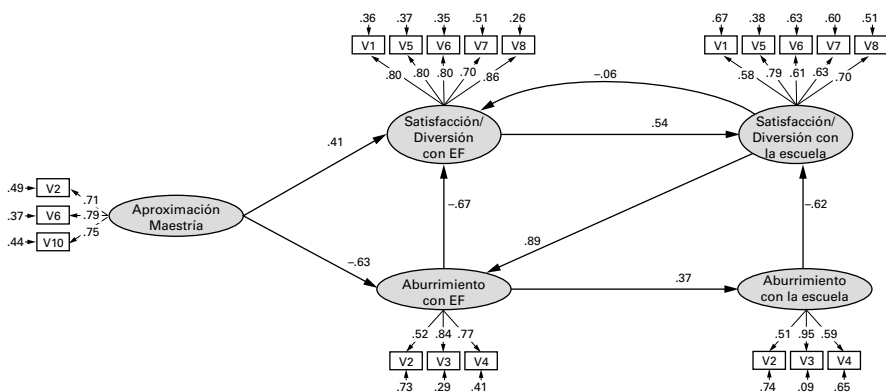 .36 .37 .35 .51 .26
V1 V5 V6 V7 V8
.80 .80 .80 .70 .86
.67 .38 .63 .60 .51
V1 V5 V6 V7 V8
.58 .79 .61 .63 .70
–.06
Satisfacción/
Diversión
con EF
.54
Satisfacción/
Diversión con
la escuela
.41
.49 V2 .71
.37 V6 .79
.44 V10 .75
Aproximación
Maestría
–.67
–.62
.89
–.63
Aburrimiento
con EF
.37
Aburrimiento
con la escuela
.52 .84 .77
V2 V3 V4
.73 .29 .41
.51 .95 .59
V2 V3 V4
.74 .09 .65